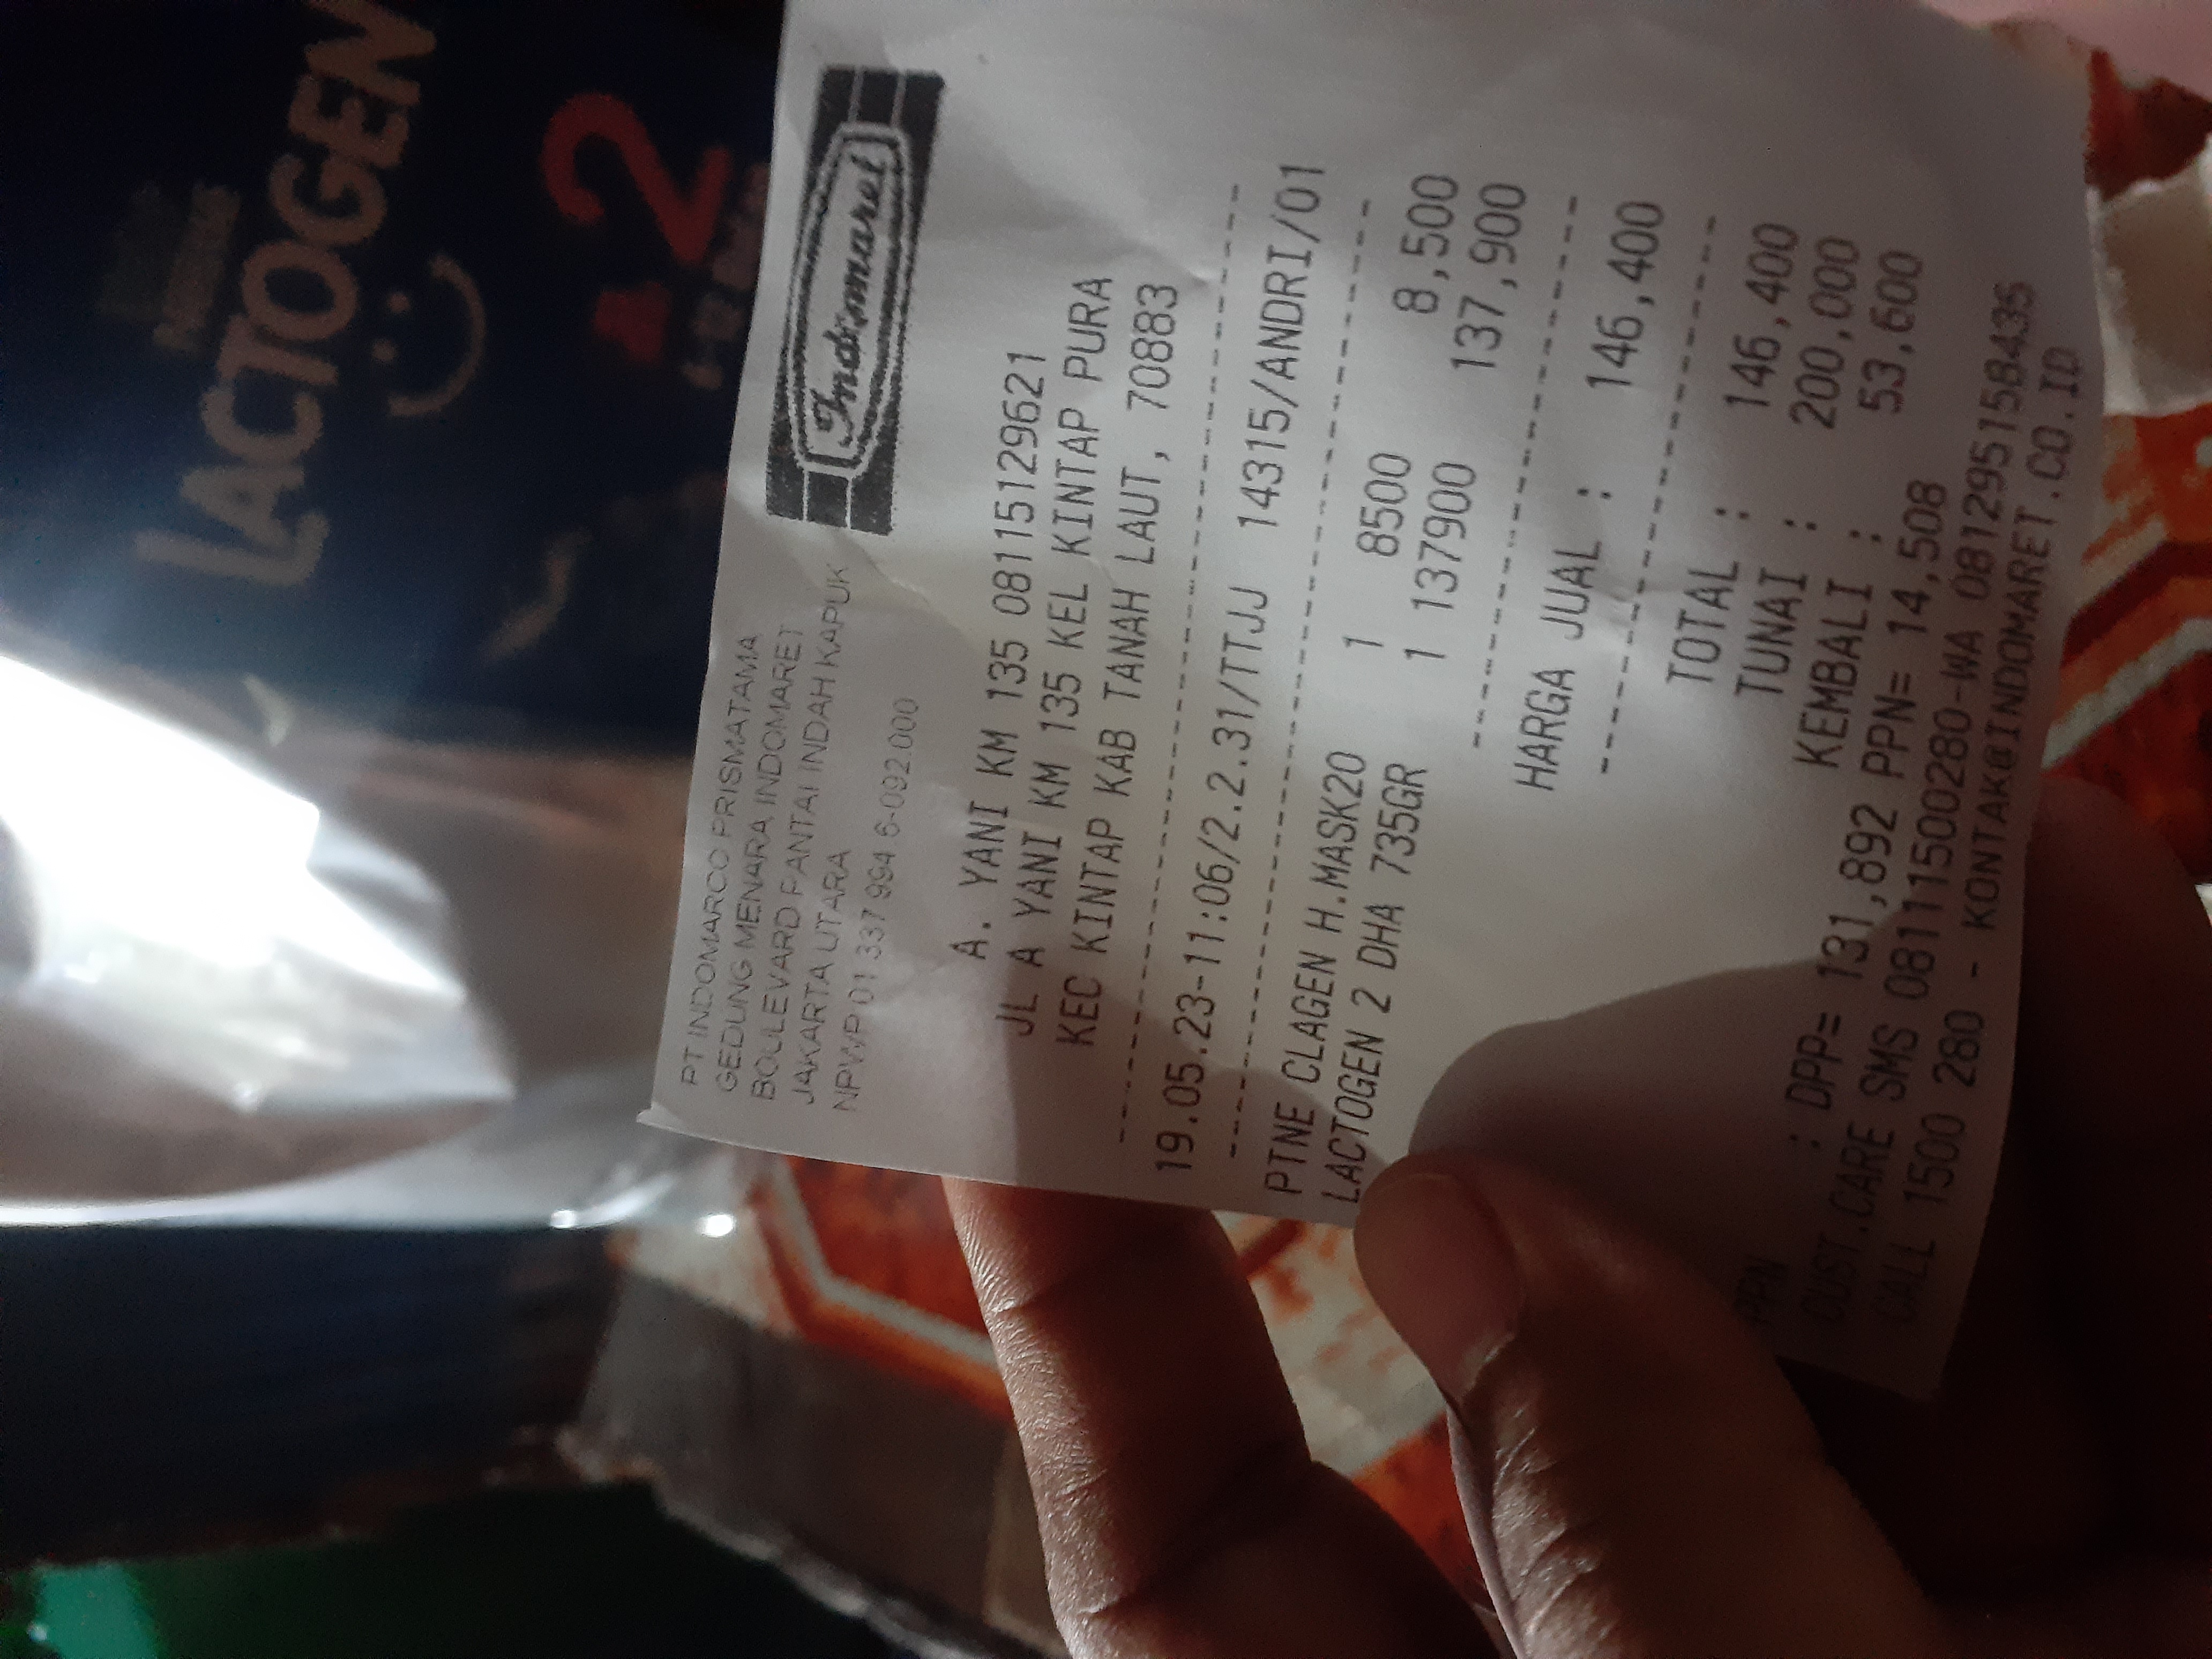 LACTOGEN
2
Indomaret
PT INDOMARCO PRISMATAMA
GEDUNG MENARA INDOMARET
BOULEVARD PANTAI INDAH KAPUK
JAKARTA UTARA
NPWP 01 337 994 6-092.000
A. YANI KM 135 081151129621
JL A YANI KM 135 KEL KINTAP PURA
KEC KINTAP KAB TANAH LAUT, 70883
19.05.23-11:06/2.2.31/TTJJ 14315/ANDRI/01
PTNE CLAGEN H.MASK20 1 8500 8,500
LACTOGEN 2 DHA 735GR 1 137900 137,900
HARGA JUAL : 146,400
TOTAL : 146,400
TUNAI : 200,000
KEMBALI : 53,600
PPN : DPP= 131,892 PPN= 14,508
CUST.CARE SMS 08111500280-WA 081295158435
CALL 1500 280 - KONTAK@INDOMARET.CO.ID